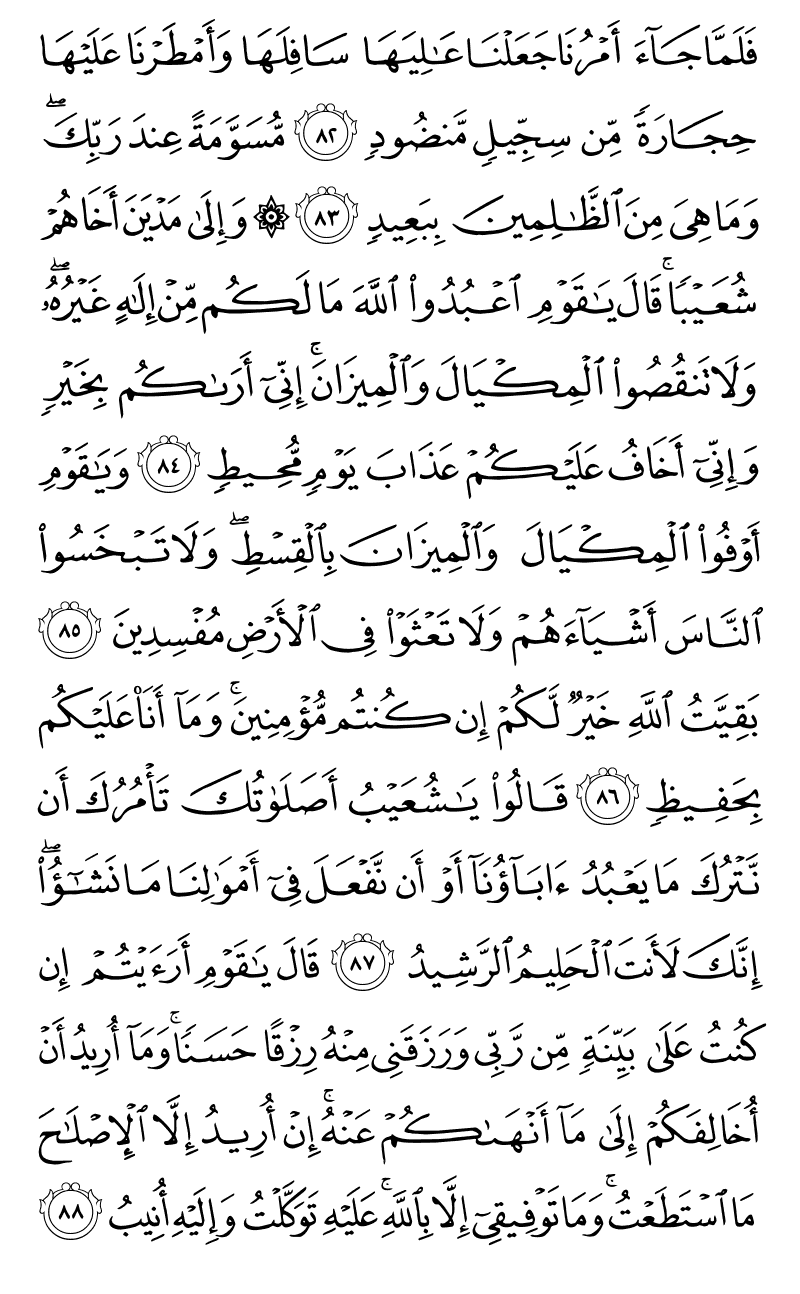 فَلَمَّا جَآءَ أَمْرُنَا جَعَلْنَا عَـٰلِيَهَا سَافِلَهَا وَأَمْطَرْنَا عَلَيْهَا
حِجَارَةً مِّن سِجِّيلٍ مَّنضُودٍ ٨٢ مُّسَوَّمَةً عِندَ رَبِّكَ ۖ
وَمَا هِىَ مِنَ ٱلظَّـٰلِمِينَ بِبَعِيدٍ ٨٣ ۞ وَإِلَىٰ مَدْيَنَ أَخَاهُمْ
شُعَيْبًا ۚ قَالَ يَـٰقَوْمِ ٱعْبُدُوا۟ ٱللَّهَ مَا لَكُم مِّنْ إِلَـٰهٍ غَيْرُهُۥ ۖ
وَلَا تَنقُصُوا۟ ٱلْمِكْيَالَ وَٱلْمِيزَانَ ۚ إِنِّىٓ أَرَىٰكُم بِخَيْرٍ
وَإِنِّىٓ أَخَافُ عَلَيْكُمْ عَذَابَ يَوْمٍ مُّحِيطٍ ٨٤ وَيَـٰقَوْمِ
أَوْفُوا۟ ٱلْمِكْيَالَ وَٱلْمِيزَانَ بِٱلْقِسْطِ ۖ وَلَا تَبْخَسُوا۟
ٱلنَّاسَ أَشْيَآءَهُمْ وَلَا تَعْثَوْا۟ فِى ٱلْأَرْضِ مُفْسِدِينَ ٨٥
بَقِيَّتُ ٱللَّهِ خَيْرٌ لَّكُمْ إِن كُنتُم مُّؤْمِنِينَ ۚ وَمَآ أَنَا۠ عَلَيْكُم
بِحَفِيظٍ ٨٦ قَالُوا۟ يَـٰشُعَيْبُ أَصَلَوٰتُكَ تَأْمُرُكَ أَن
نَّتْرُكَ مَا يَعْبُدُ ءَابَآؤُنَآ أَوْ أَن نَّفْعَلَ فِىٓ أَمْوَٰلِنَا مَا نَشَـٰٓؤُا۟ ۖ
إِنَّكَ لَأَنتَ ٱلْحَلِيمُ ٱلرَّشِيدُ ٨٧ قَالَ يَـٰقَوْمِ أَرَءَيْتُمْ إِن
كُنتُ عَلَىٰ بَيِّنَةٍ مِّن رَّبِّى وَرَزَقَنِى مِنْهُ رِزْقًا حَسَنًا ۚ وَمَآ أُرِيدُ أَنْ
أُخَالِفَكُمْ إِلَىٰ مَآ أَنْهَىٰكُمْ عَنْهُ ۚ إِنْ أُرِيدُ إِلَّا ٱلْإِصْلَـٰحَ
مَا ٱسْتَطَعْتُ ۚ وَمَا تَوْفِيقِىٓ إِلَّا بِٱللَّهِ ۚ عَلَيْهِ تَوَكَّلْتُ وَإِلَيْهِ أُنِيبُ ٨٨